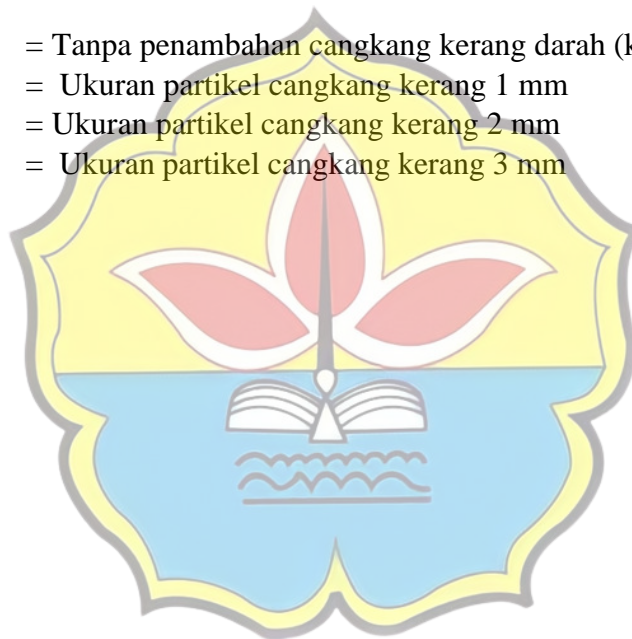 = Tanpa penambahan cangkang kerang darah (k
= Ukuran partikel cangkang kerang 1 mm
= Ukuran partikel cangkang kerang 2 mm
= Ukuran partikel cangkang kerang 3 mm